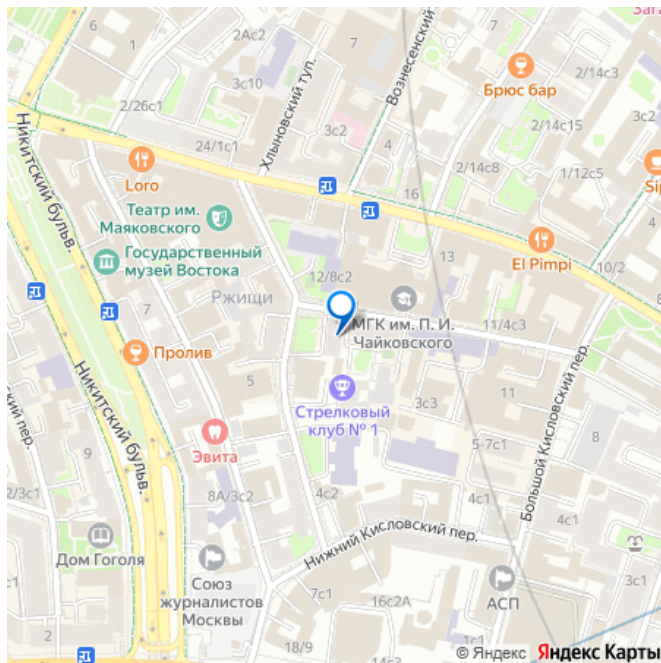 Зага
2Ас2
2/14с3
Брюс бар
3с10
Вознесенский
Хлыновский туп.
2/26с1
3с2
2/14с15
3с2
4
24/1с1
Loro
2/14с8
1/12с5
16
Sip
Никитский бульв.
Театр им.
Маяковского
Государственный
музей Востока
13
El Pimpi
10/2
12/8с2
Ржищи
МГК им. П. И.
Чайковского
11/4с3
Пролив
5
11
Стрелковый
клуб № 1
3с3
Большой Кисловский пер.
Никитский бульв.
ский пер.
Эвита
5-7с1
8
9
2/3с1
8А/3с2
4с2
4с1
4с1
Нижний Кисловский пер.
Дом Гоголя
Союз
журналистов
Москвы
7с1
16с2А
АСП
3с1
2
18/9
1с1
6с1
© Яндекс Яндекс Карты